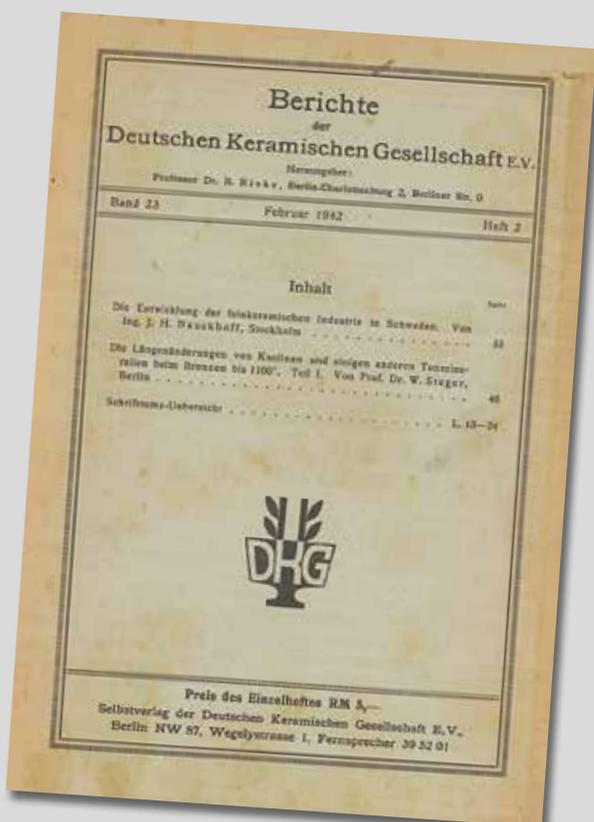 Berichte
der
Deutschen Keramischen Gesellschaft E.V.
Herausgeber:
Professor Dr. R. Rieke, Berlin-Charlottenburg 2, Berliner Str. 9
Band 23 Februar 1942 Heft 2
Inhalt
Seite
Die Entwicklung der feinkeramischen Industrie in Schweden. Von
Ing. J. H. Nauckhoff, Stockholm
Die Längenänderungen von Kaolinen und einigen anderen Tonmine-
ralien beim Brennen bis 1100°. Teil I. Von Prof. Dr. W. Steger,
Berlin
Schrifttums-Uebersicht L. 13—24
DKG
Preis des Einzelheftes RM 5,—
Selbstverlag der Deutschen Keramischen Gesellschaft E.V.,
Berlin NW 87, Wegelystrasse 1, Fernsprecher 39 52 01